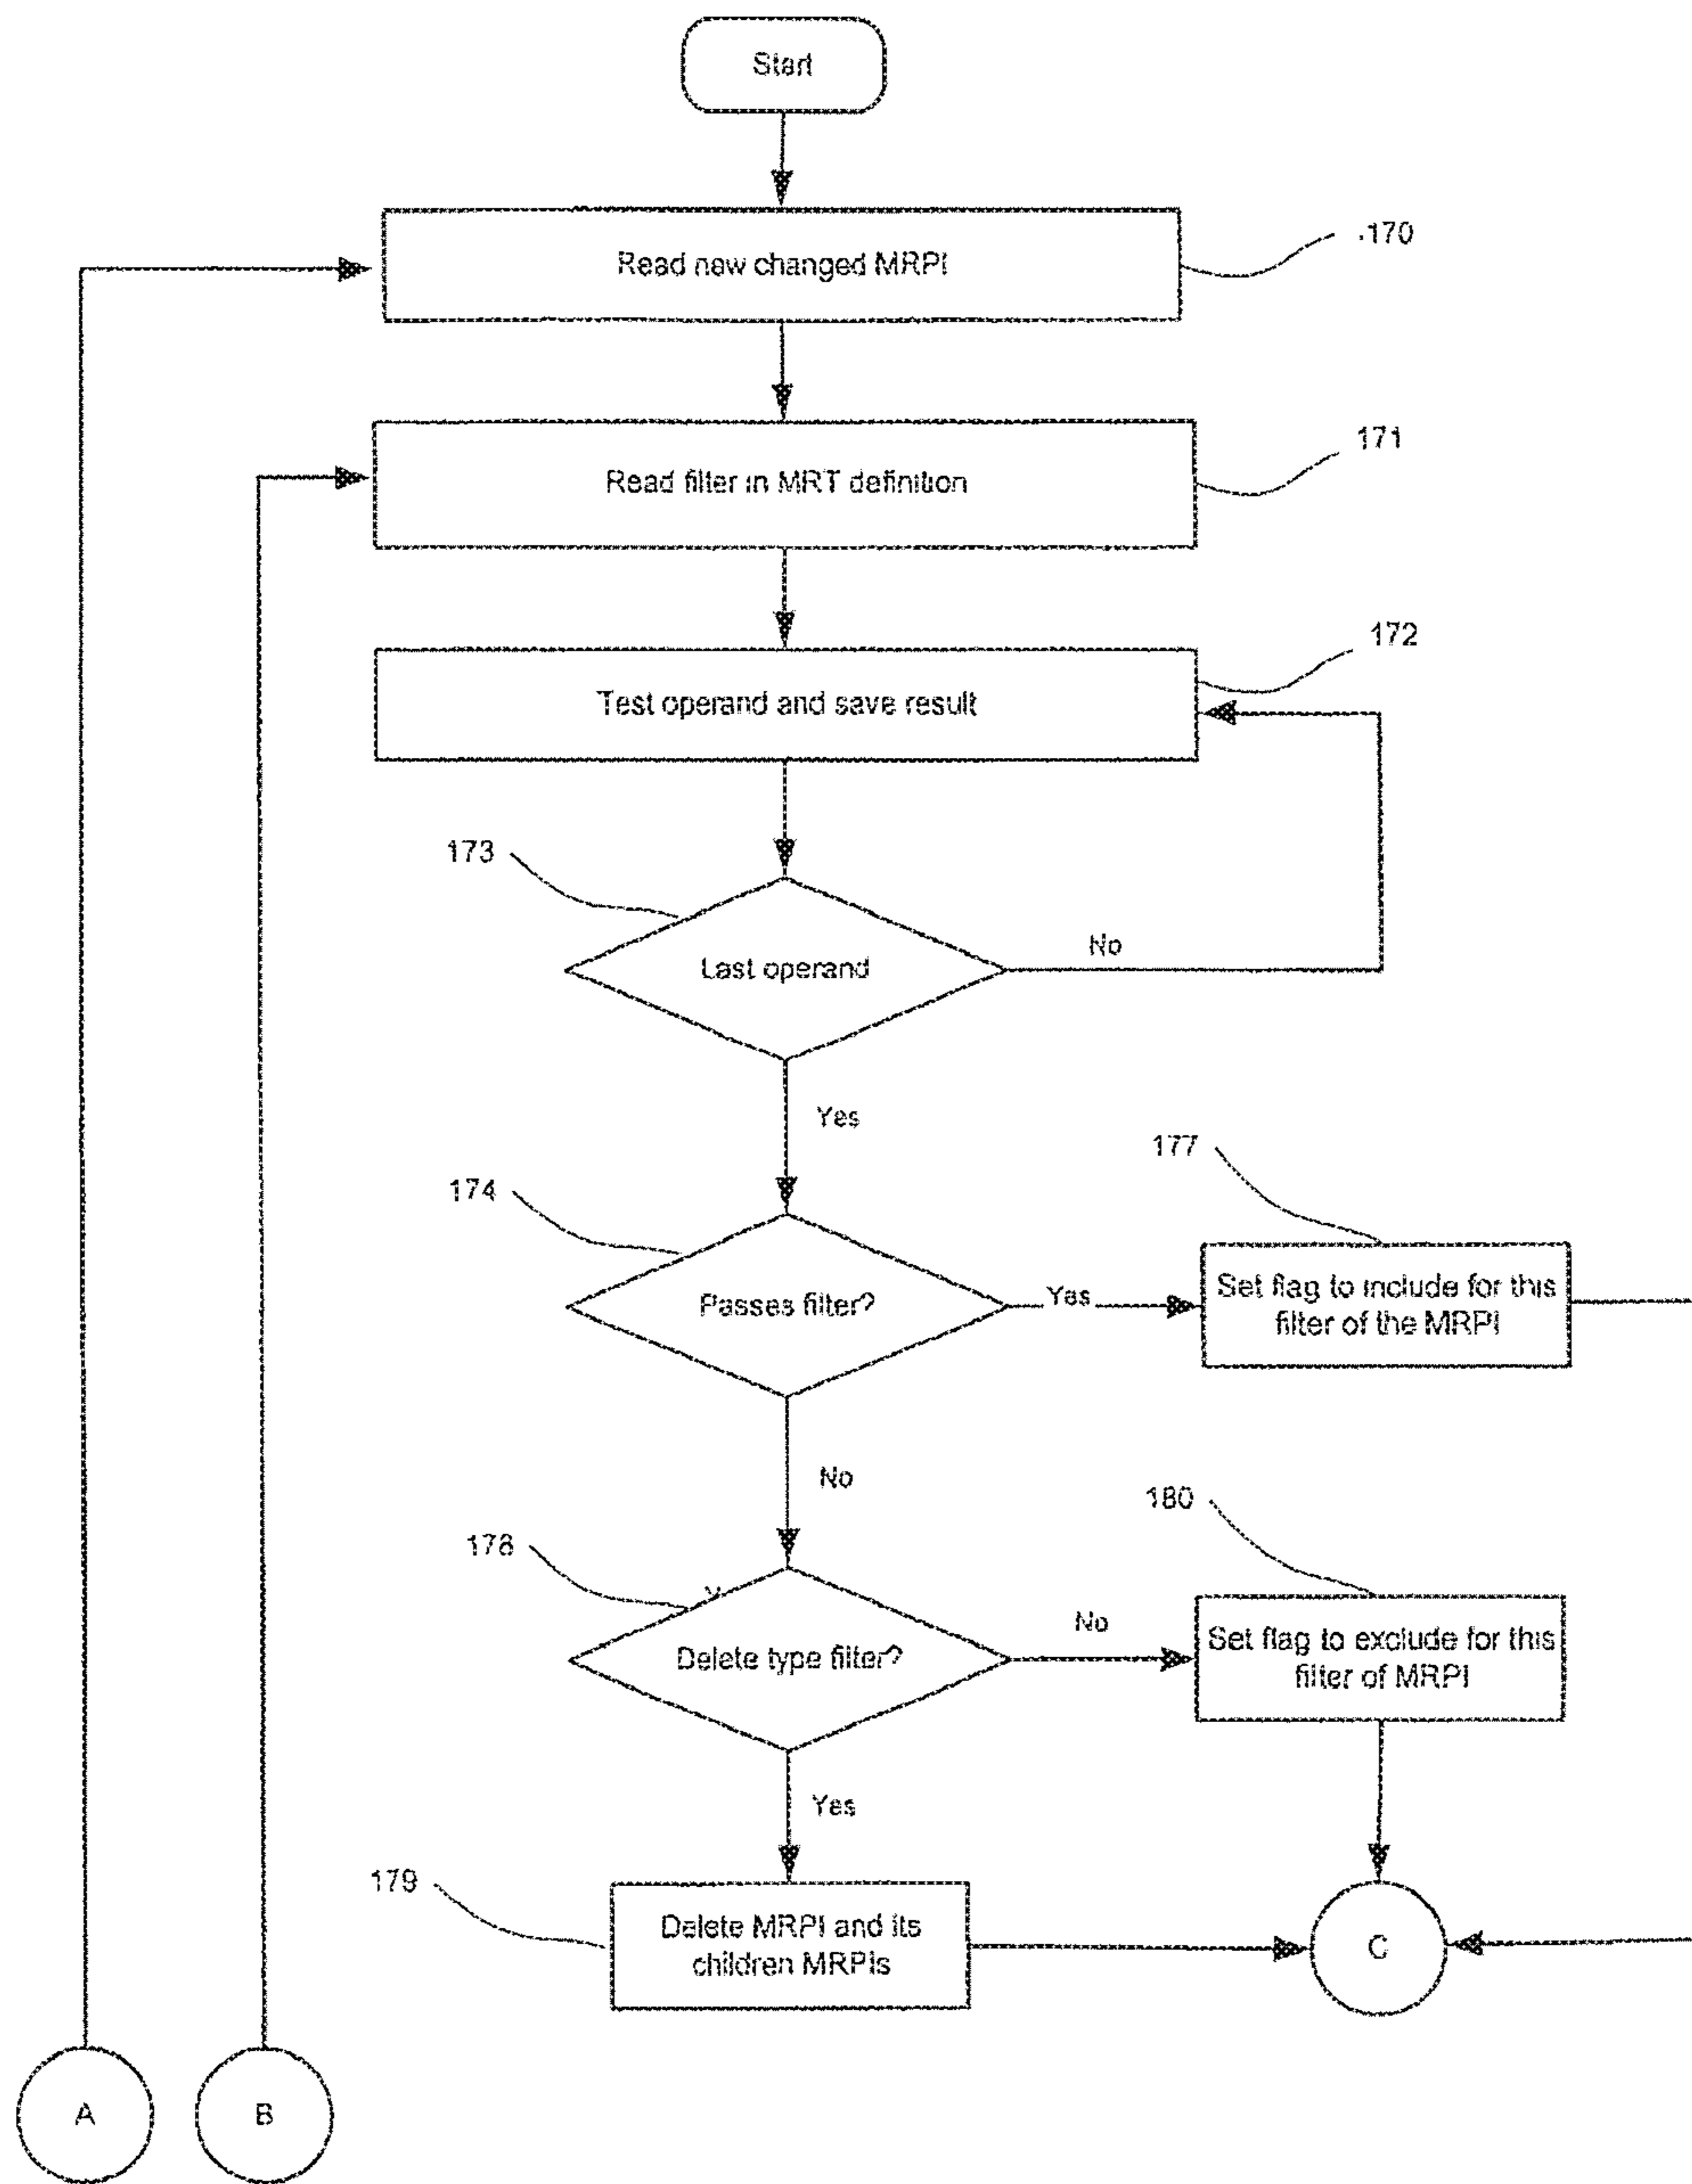 Start
Read new changed MRPI
170
Read filter in MRT definition
171
Test operand and save result
172
173
Last operand
No
Yes
174
Passes filter?
Yes
177
Set flag to include for this
filter of the MRPI
No
178
Delete type filter?
No
180
Set flag to exclude for this
filter of MRPI
Yes
179
Delete MRPI and its
children MRPIs
C
A
B